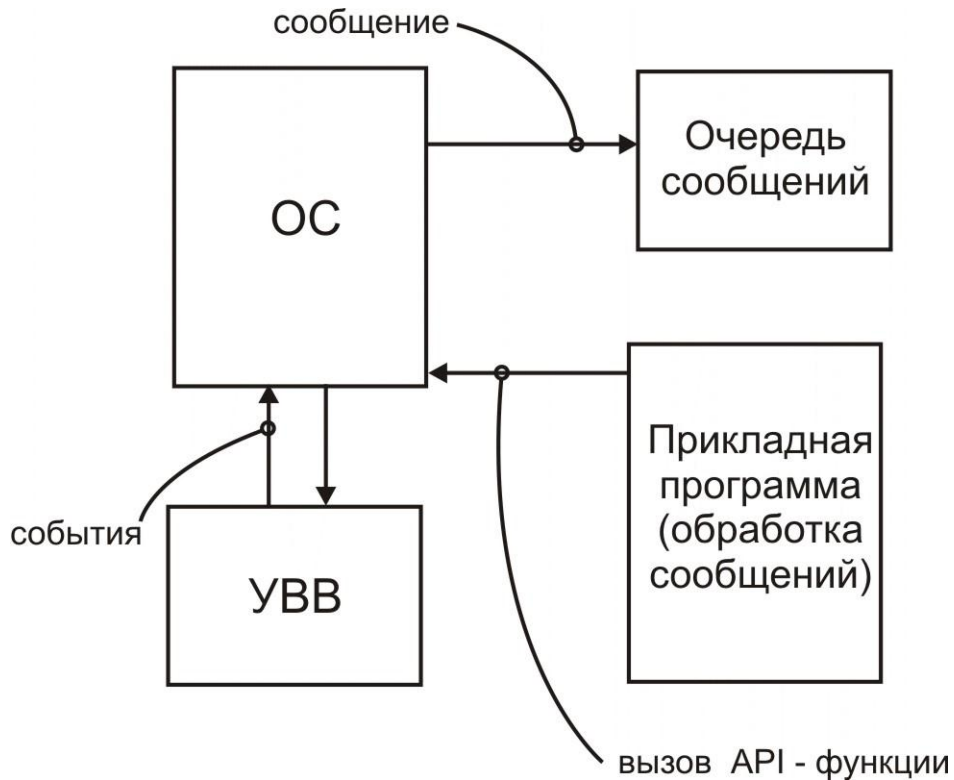 сообщение
ОС
Очередь
сообщений
Прикладная
программа
(обработка
сообщений)
события
УВВ
вызов API - функции